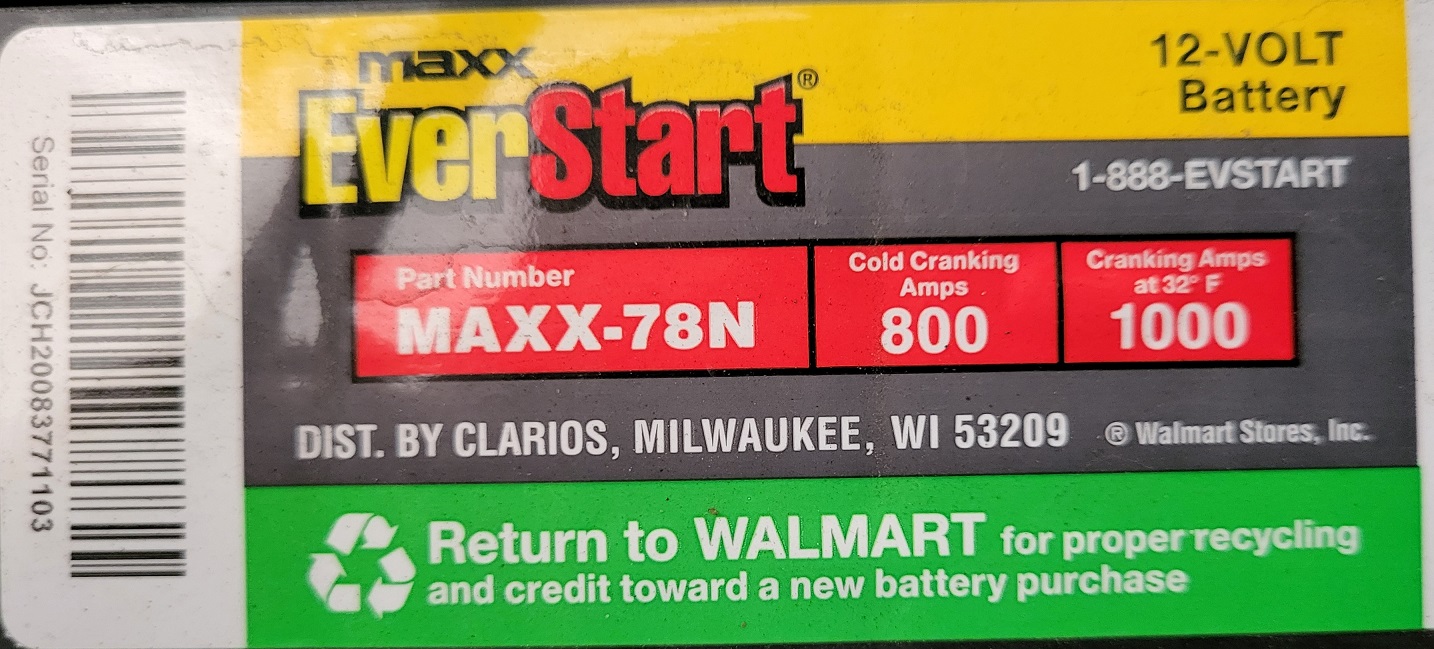 maxx
EverStart®
12-VOLT
Battery
1-888-EVSTART
Part Number
MAXX-78N
Cold Cranking
Amps
800
Cranking Amps
at 32° F
1000
DIST. BY CLARIOS, MILWAUKEE, WI 53209 ® Walmart Stores, Inc.
Return to WALMART for proper recycling
and credit toward a new battery purchase
Serial No: JCH200837711103